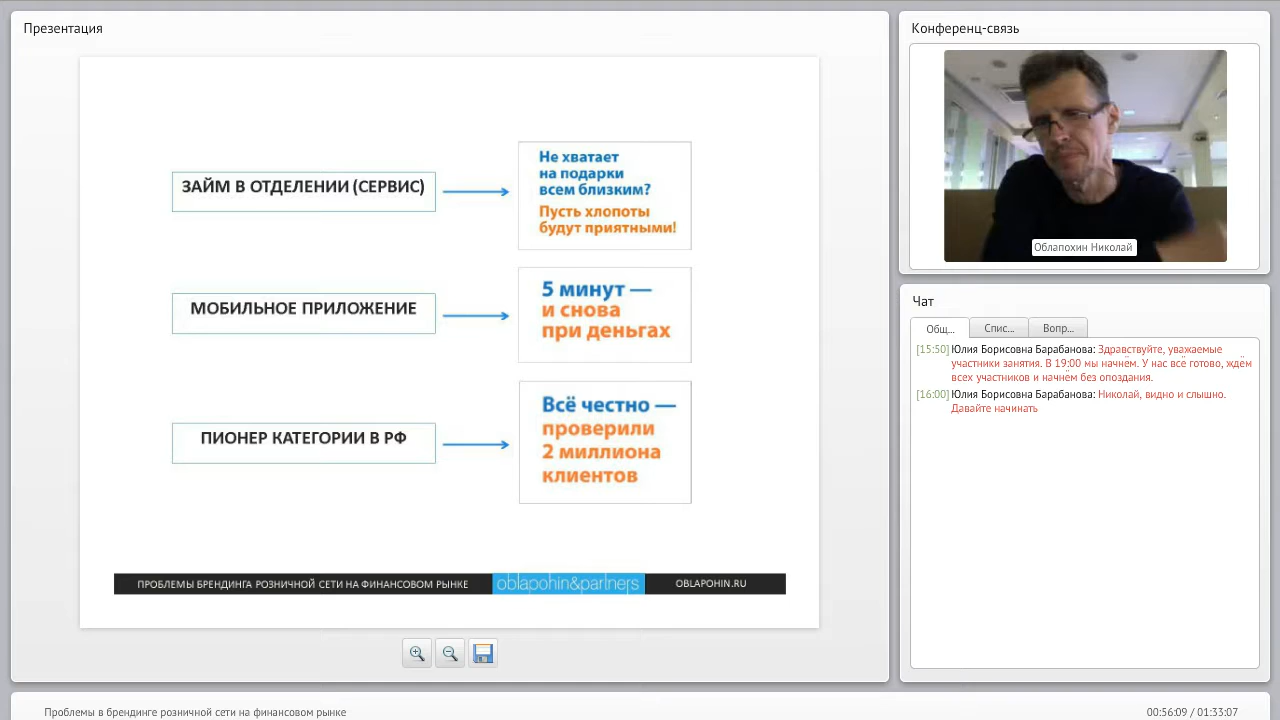 Презентация
ЗАЙМ В ОТДЕЛЕНИИ (СЕРВИС)
Не хватает
на подарки
всем близким?
Пусть хлопоты
будут приятными!
МОБИЛЬНОЕ ПРИЛОЖЕНИЕ
5 минут —
и снова
при деньгах
ПИОНЕР КАТЕГОРИИ В РФ
Всё честно —
проверили
2 миллиона
клиентов
ПРОБЛЕМЫ БРЕНДИНГА РОЗНИЧНОЙ СЕТИ НА ФИНАНСОВОМ РЫНКЕ
oblapohin&partners
OBLAPOHIN.RU
Конференц-связь
Облапохин Николай
Чат
Общ...
Спис...
Вопр...
[15:50] Юлия Борисовна Барабанова: Здравствуйте, уважаемые
участники занятия. В 19:00 мы начнём. У нас всё готово, ждём
всех участников и начнём без опоздания.
[16:00] Юлия Борисовна Барабанова: Николай, видно и слышно.
Давайте начинать
Проблемы в брендинге розничной сети на финансовом рынке
00:56:09 / 01:33:07